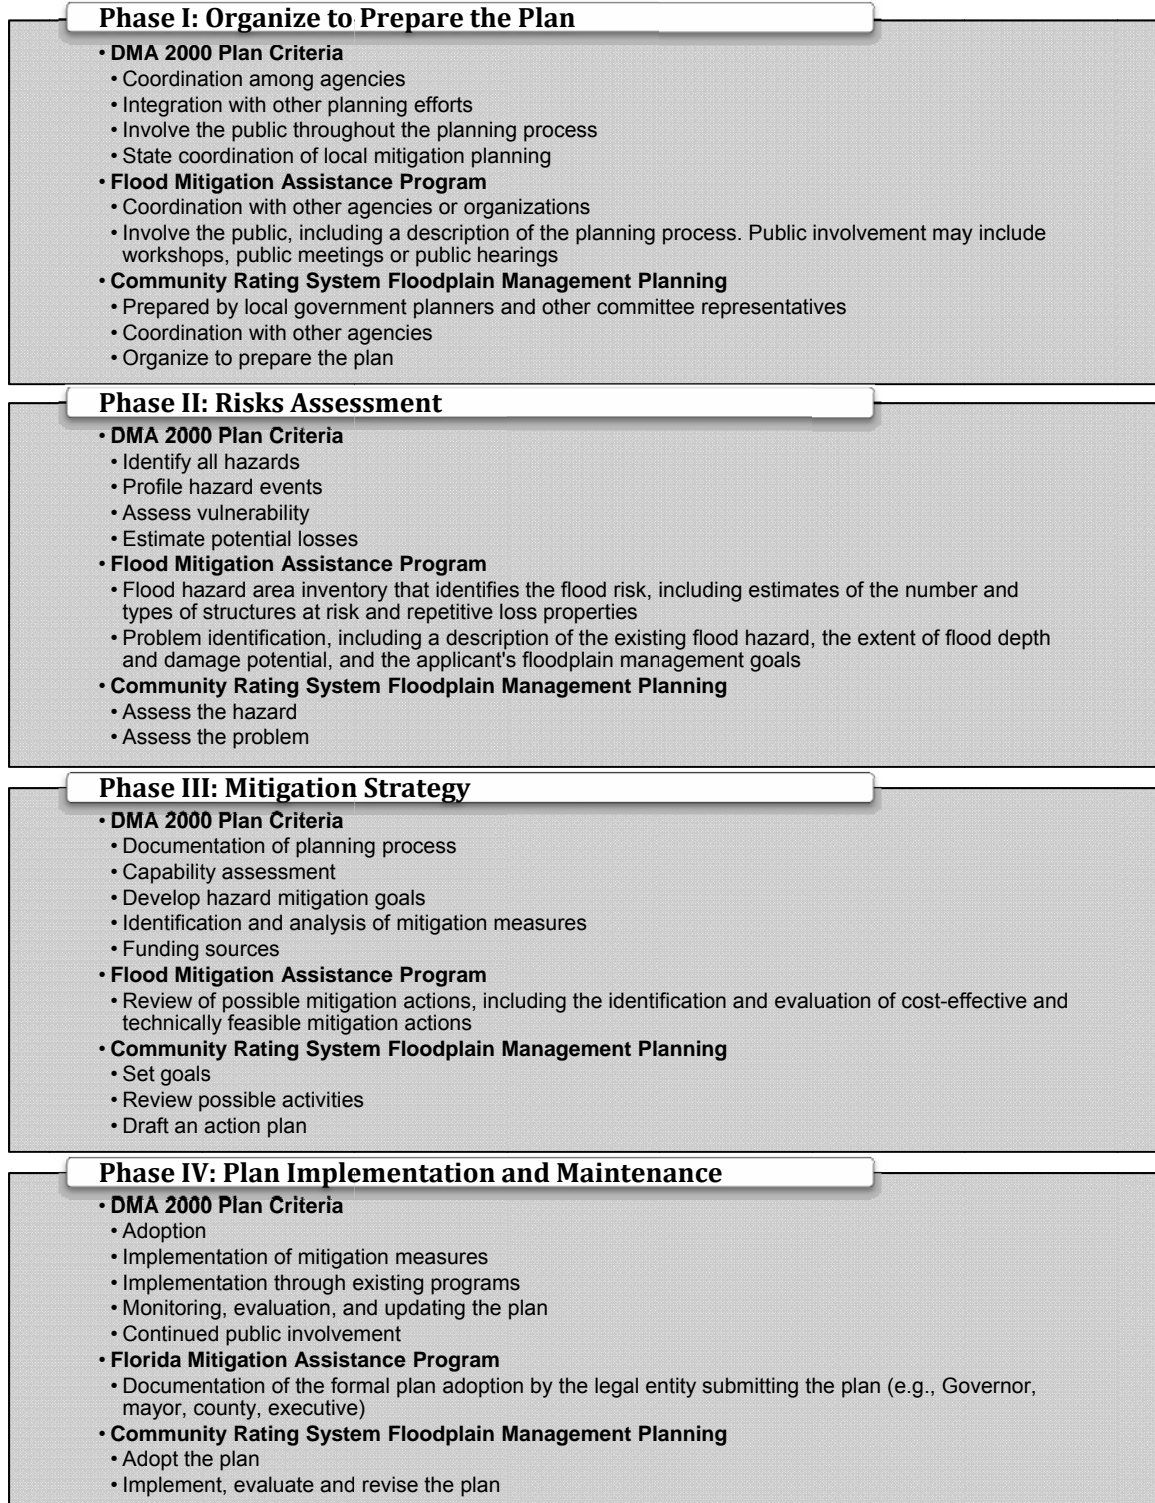 Phase I: Organize to Prepare the Plan
• DMA 2000 Plan Criteria
• Coordination among agencies
• Integration with other planning efforts
• Involve the public throughout the planning process
• State coordination of local mitigation planning
• Flood Mitigation Assistance Program
• Coordination with other agencies or organizations
• Involve the public, including a description of the planning process. Public involvement may include
workshops, public meetings or public hearings
• Community Rating System Floodplain Management Planning
• Prepared by local government planners and other committee representatives
• Coordination with other agencies
• Organize to prepare the plan
Phase II: Risks Assessment
• DMA 2000 Plan Criteria
• Identify all hazards
• Profile hazard events
• Assess vulnerability
• Estimate potential losses
• Flood Mitigation Assistance Program
• Flood hazard area inventory that identifies the flood risk, including estimates of the number and
types of structures at risk and repetitive loss properties
• Problem identification, including a description of the existing flood hazard, the extent of flood depth
and damage potential, and the applicant's floodplain management goals
• Community Rating System Floodplain Management Planning
• Assess the hazard
• Assess the problem
Phase III: Mitigation Strategy
• DMA 2000 Plan Criteria
• Documentation of planning process
• Capability assessment
• Develop hazard mitigation goals
• Identification and analysis of mitigation measures
• Funding sources
• Flood Mitigation Assistance Program
• Review of possible mitigation actions, including the identification and evaluation of cost-effective and
technically feasible mitigation actions
• Community Rating System Floodplain Management Planning
• Set goals
• Review possible activities
• Draft an action plan
Phase IV: Plan Implementation and Maintenance
• DMA 2000 Plan Criteria
• Adoption
• Implementation of mitigation measures
• Implementation through existing programs
• Monitoring, evaluation, and updating the plan
• Continued public involvement
• Florida Mitigation Assistance Program
• Documentation of the formal plan adoption by the legal entity submitting the plan (e.g., Governor,
mayor, county, executive)
• Community Rating System Floodplain Management Planning
• Adopt the plan
• Implement, evaluate and revise the plan